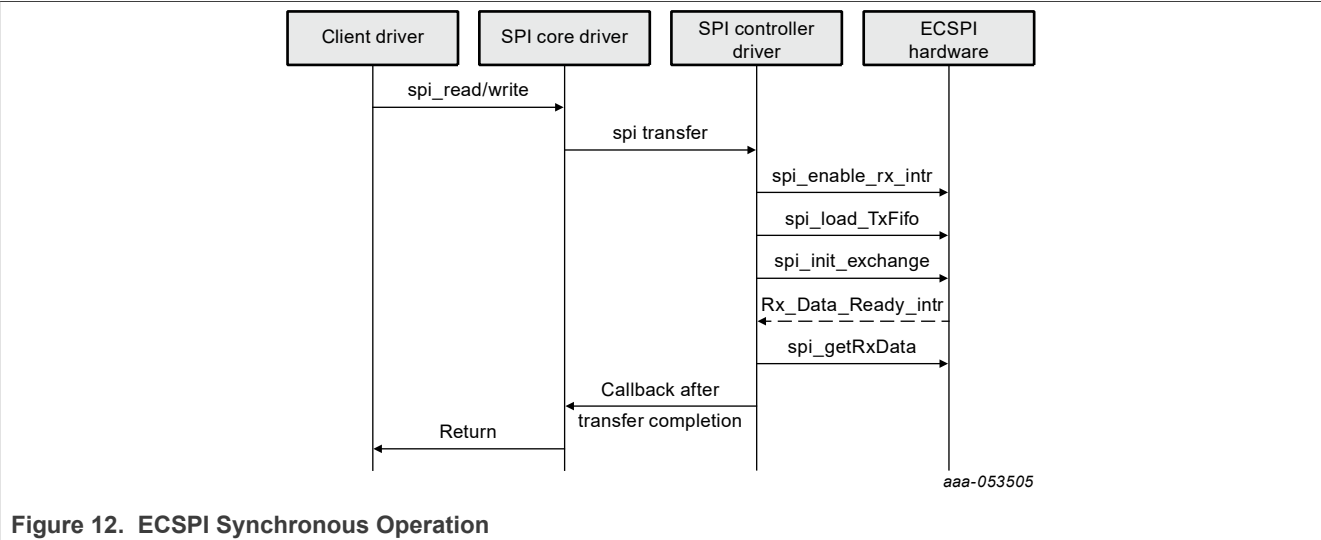 Client driver
SPI core driver
SPI controller
driver
ECSPI
hardware
spi_read/write
spi transfer
spi_enable_rx_intr
spi_load_TxFifo
spi_init_exchange
Rx_Data_Ready_intr
spi_getRxData
Callback after
transfer completion
Return
aaa-053505
Figure 12. ECSPI Synchronous Operation